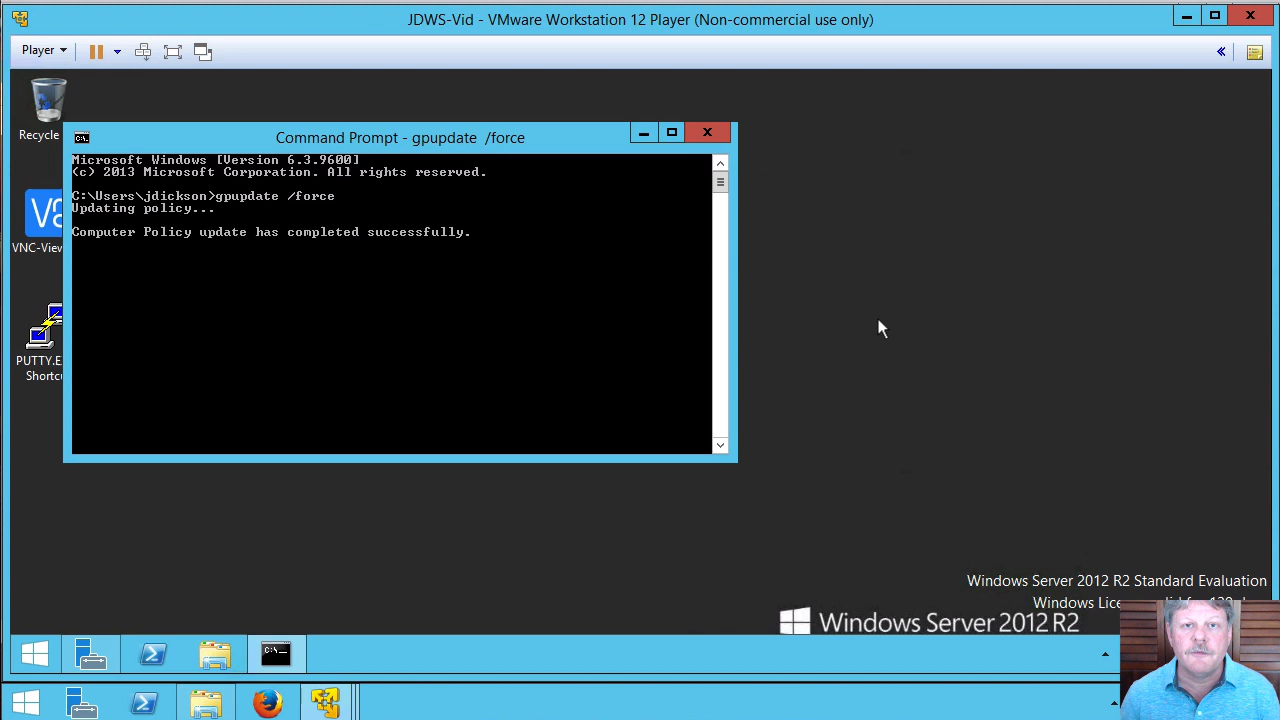 JDWS-Vid - VMware Workstation 12 Player (Non-commercial use only)
Player
Recycle
Command Prompt - gpupdate /force
Microsoft Windows [Version 6.3.9600]
(c) 2013 Microsoft Corporation. All rights reserved.
C:\Users\jdickson>gpupdate /force
Updating policy...
Computer Policy update has completed successfully.
VNC-View
PUTTY.E
Shortc
Windows Server 2012 R2 Standard Evaluation
Windows Lice
Windows Server 2012 R2